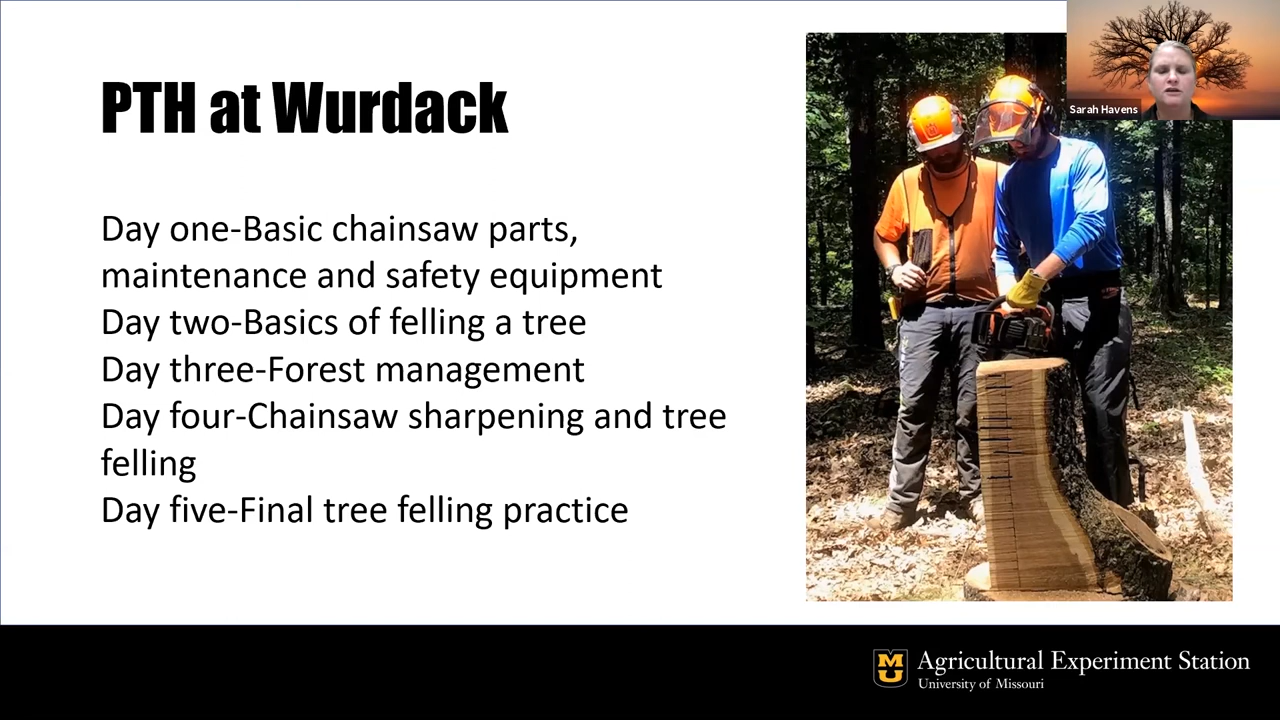 PTH at Wurdack
Day one-Basic chainsaw parts,
maintenance and safety equipment
Day two-Basics of felling a tree
Day three-Forest management
Day four-Chainsaw sharpening and tree
felling
Day five-Final tree felling practice
Sarah Havens
MU
Agricultural Experiment Station
University of Missouri